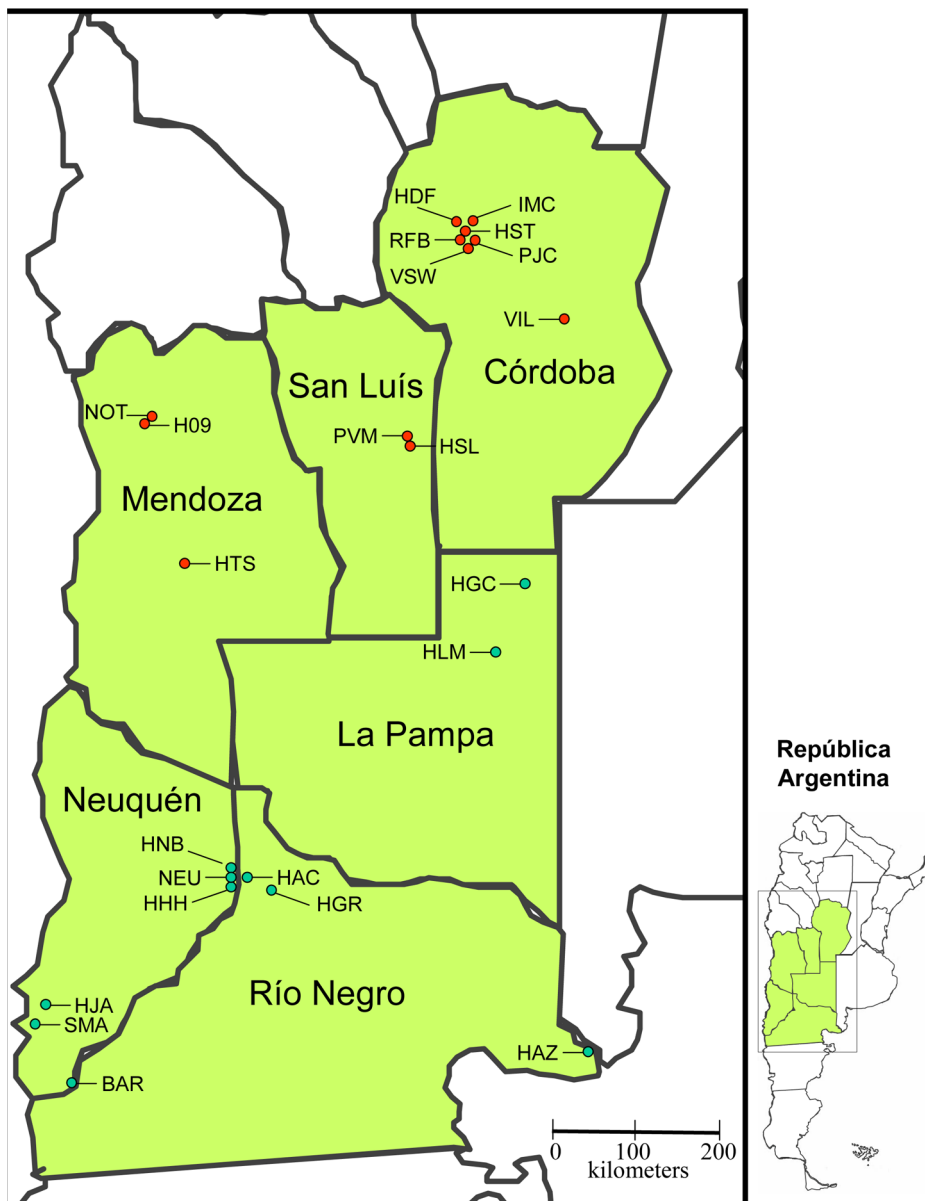 HDF
IMC
HST
RFB
PJC
VSW
VIL
Córdoba
San Luís
NOT
H09
PVM
HSL
Mendoza
HTS
HGC
HLM
La Pampa
República
Argentina
Neuquén
HNB
NEU
HAC
HHH
HGR
Río Negro
HJA
SMA
HAZ
BAR
0 100 200
kilometers